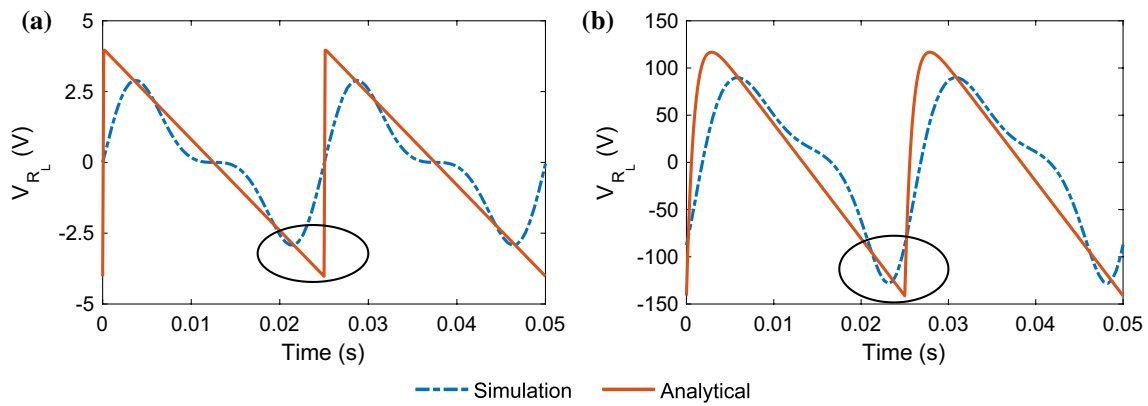 (a)
5
2.5
0
-2.5
-5
V_{R_L} (V)
0 0.01 0.02 0.03 0.04 0.05
Time (s)
(b)
150
100
50
0
-50
-100
-150
V_{R_L} (V)
0 0.01 0.02 0.03 0.04 0.05
Time (s)
Simulation Analytical